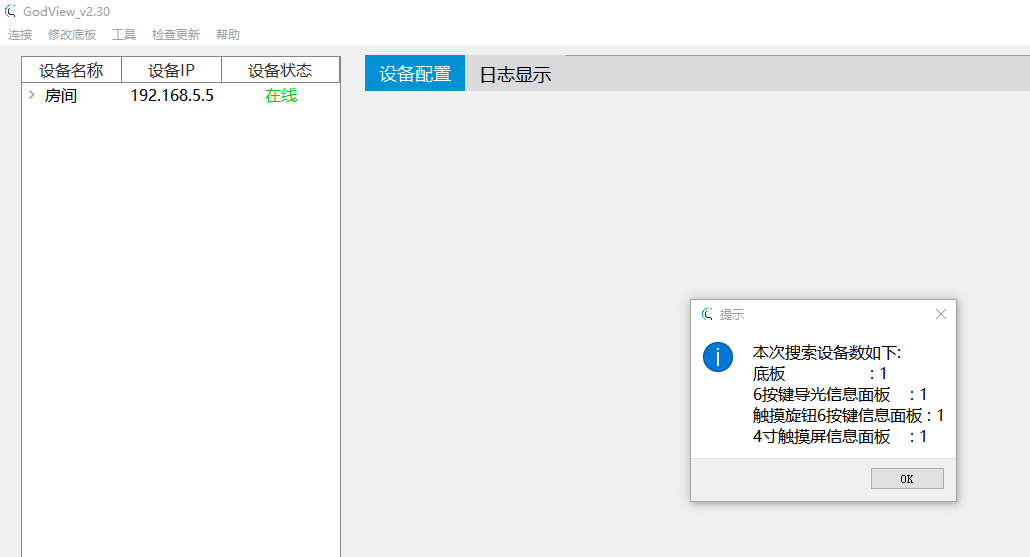 GodView_v2.30
连接 修改底板 工具 检查更新 帮助
设备名称 设备IP 设备状态
房间 192.168.5.5 在线
设备配置 日志显示
提示
本次搜索设备数如下:
底板 : 1
6按键导光信息面板 : 1
触摸旋钮6按键信息面板 : 1
4寸触摸屏信息面板 : 1
OK